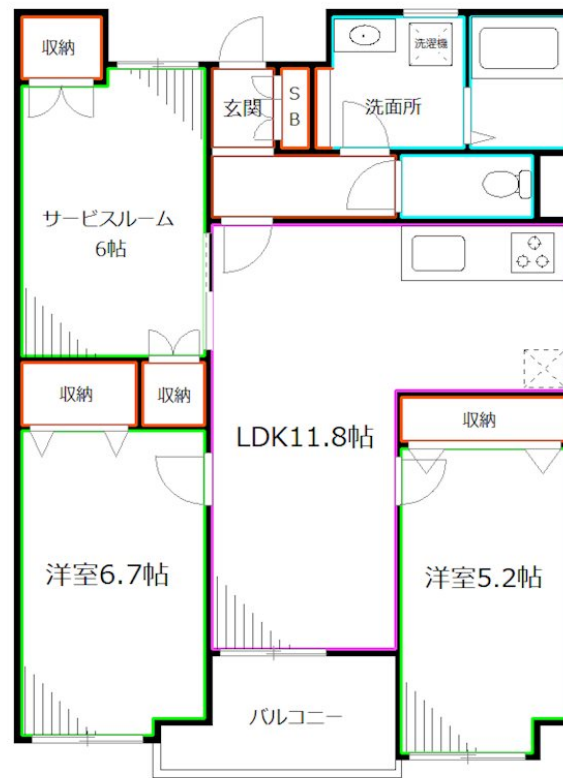 収納
洗濯機
玄関
SB
洗面所
サービスルーム
6帖
収納
収納
LDK11.8帖
収納
洋室6.7帖
洋室5.2帖
バルコニー